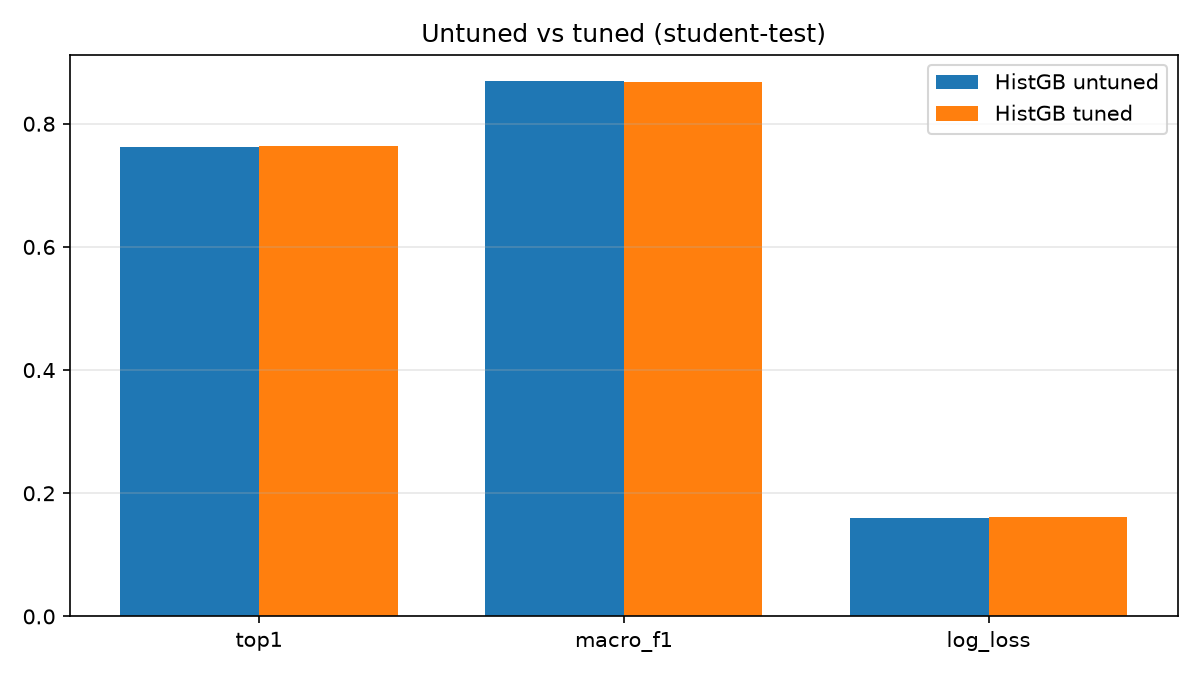 Untuned vs tuned (student-test)
HistGB untuned
HistGB tuned
0.8
0.6
0.4
0.2
0.0
top1
macro_f1
log_loss